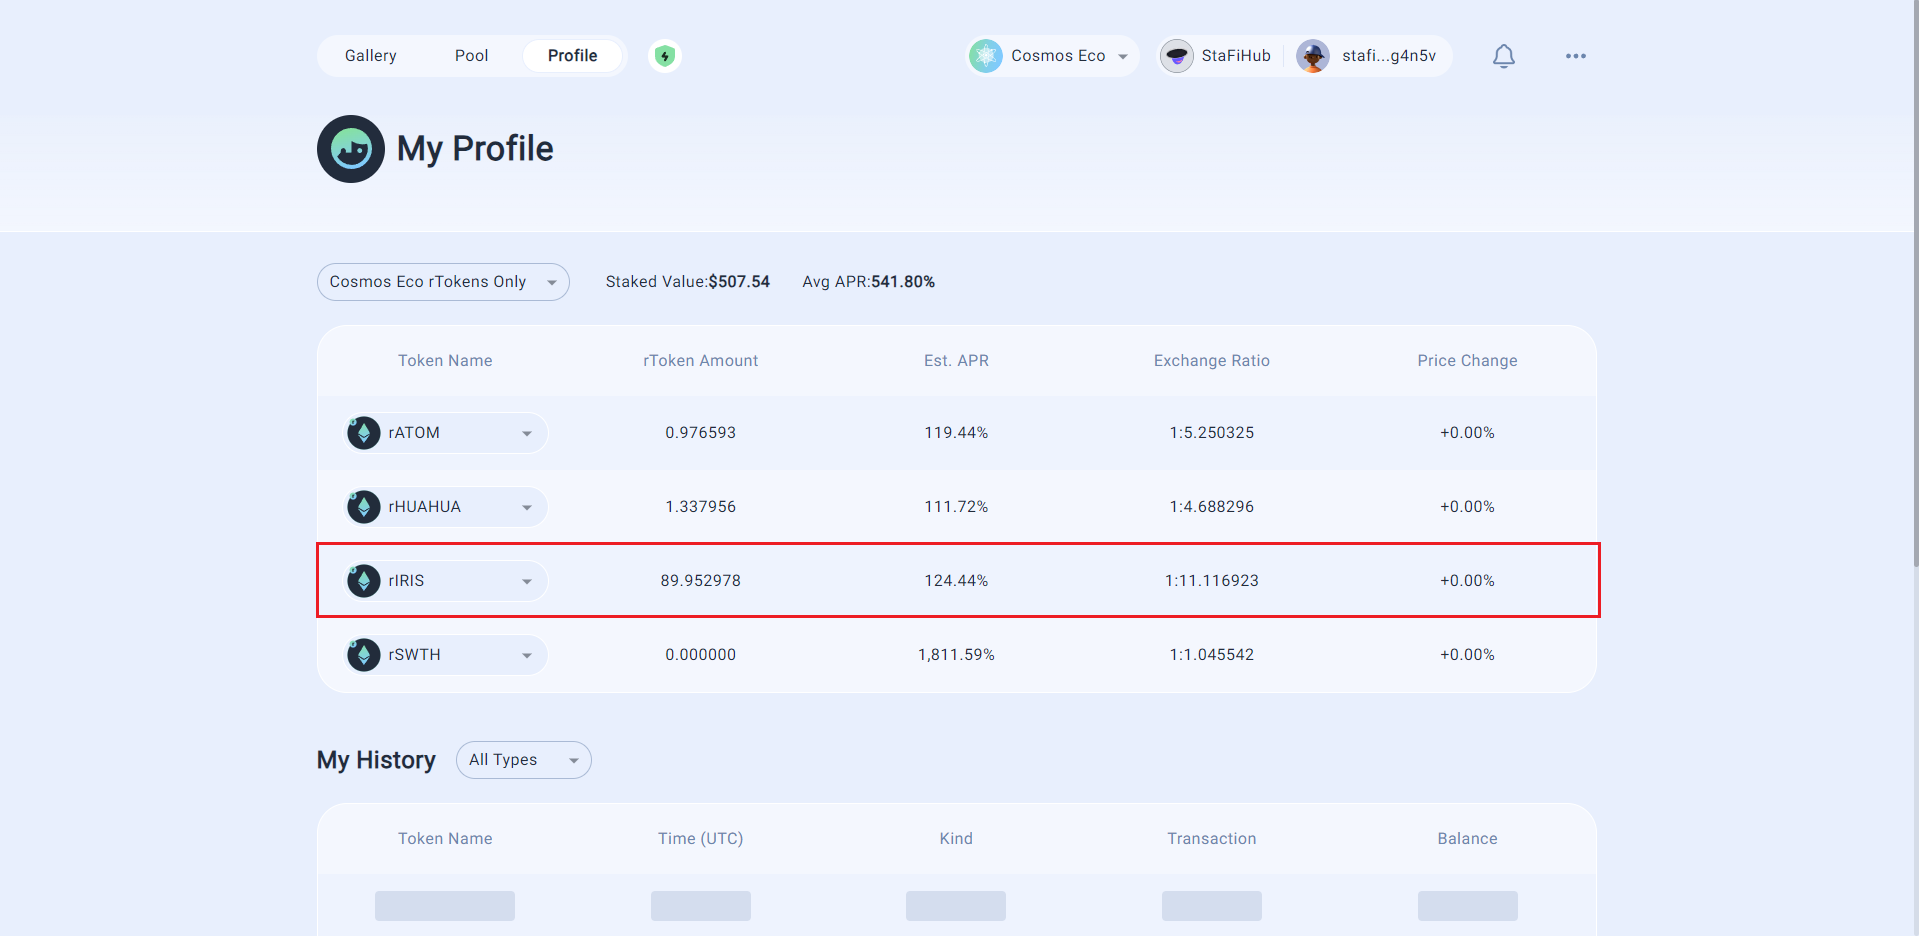 Gallery Pool Profile Cosmos Eco StaFiHub stafi...g4n5v
My Profile
Cosmos Eco rTokens Only Staked Value:$507.54 Avg APR:541.80%
Token Name rToken Amount Est. APR Exchange Ratio Price Change
rATOM 0.976593 119.44% 1:5.250325 +0.00%
rHUAHUA 1.337956 111.72% 1:4.688296 +0.00%
rIRIS 89.952978 124.44% 1:11.116923 +0.00%
rSWTH 0.000000 1,811.59% 1:1.045542 +0.00%
My History All Types
Token Name Time (UTC) Kind Transaction Balance